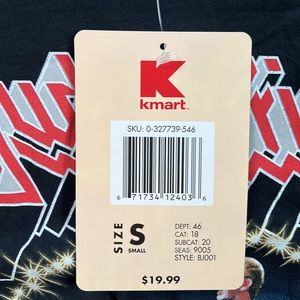 K
kmart
SKU: 0-327739-546
6 71734 12403 6
SIZE
S
SMALL
DEPT: 46
CAT: 18
SUBCAT: 20
SEAS: 9005
STYLE: BJ001
$19.99